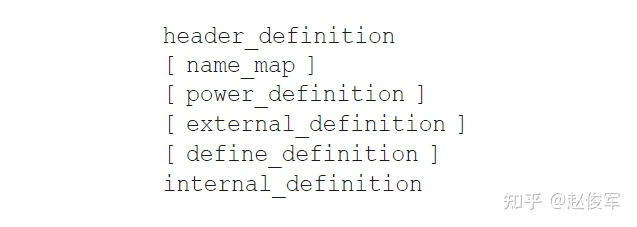 header_definition
[ name_map ]
[ power_definition ]
[ external_definition ]
[ define_definition ]
internal_definition
知乎 @赵俊军